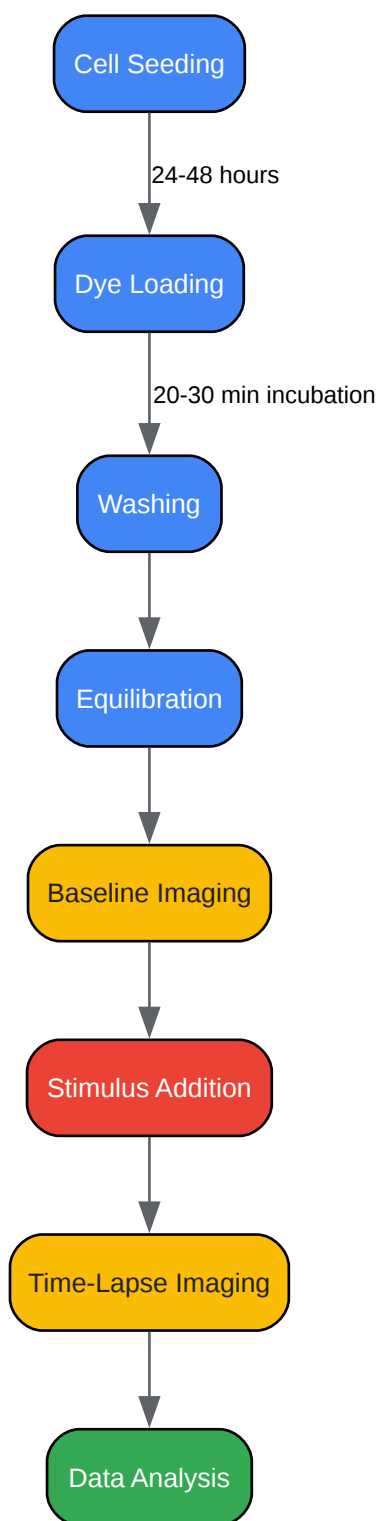 Cell Seeding
24-48 hours
Dye Loading
20-30 min incubation
Washing
Equilibration
Baseline Imaging
Stimulus Addition
Time-Lapse Imaging
Data Analysis